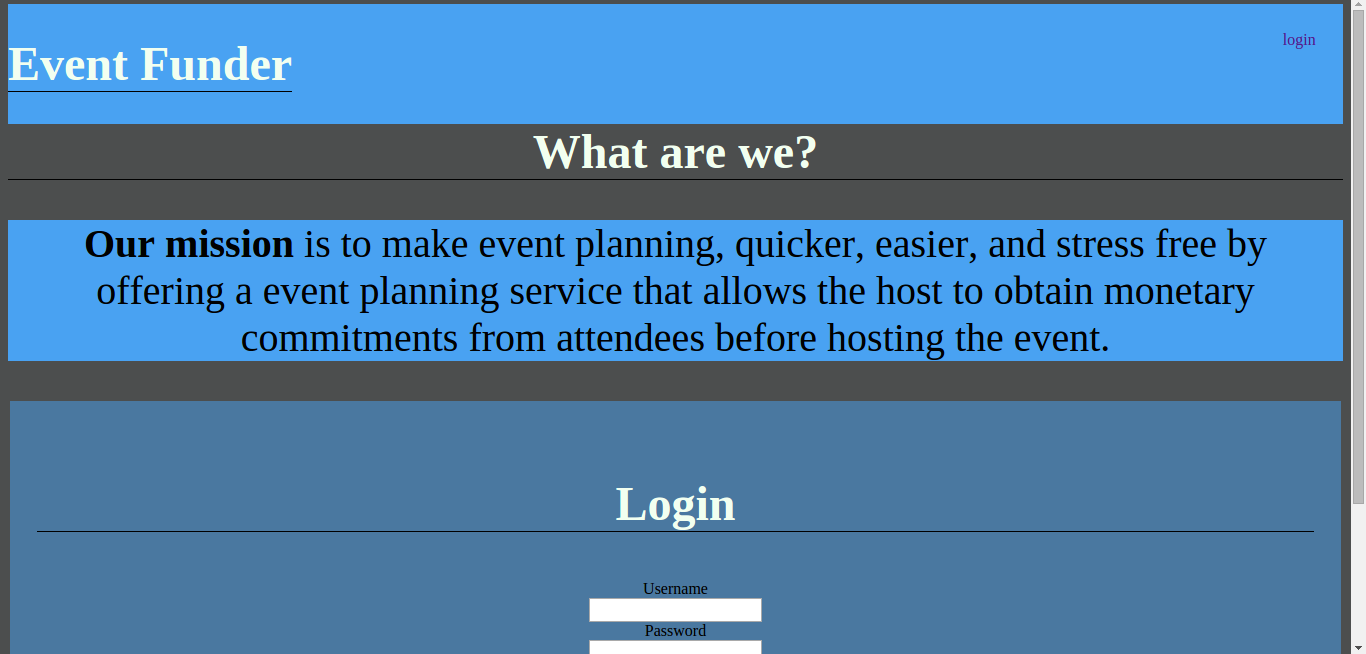 Event Funder
login
What are we?
Our mission is to make event planning, quicker, easier, and stress free by
offering a event planning service that allows the host to obtain monetary
commitments from attendees before hosting the event.
Login
Username
Password